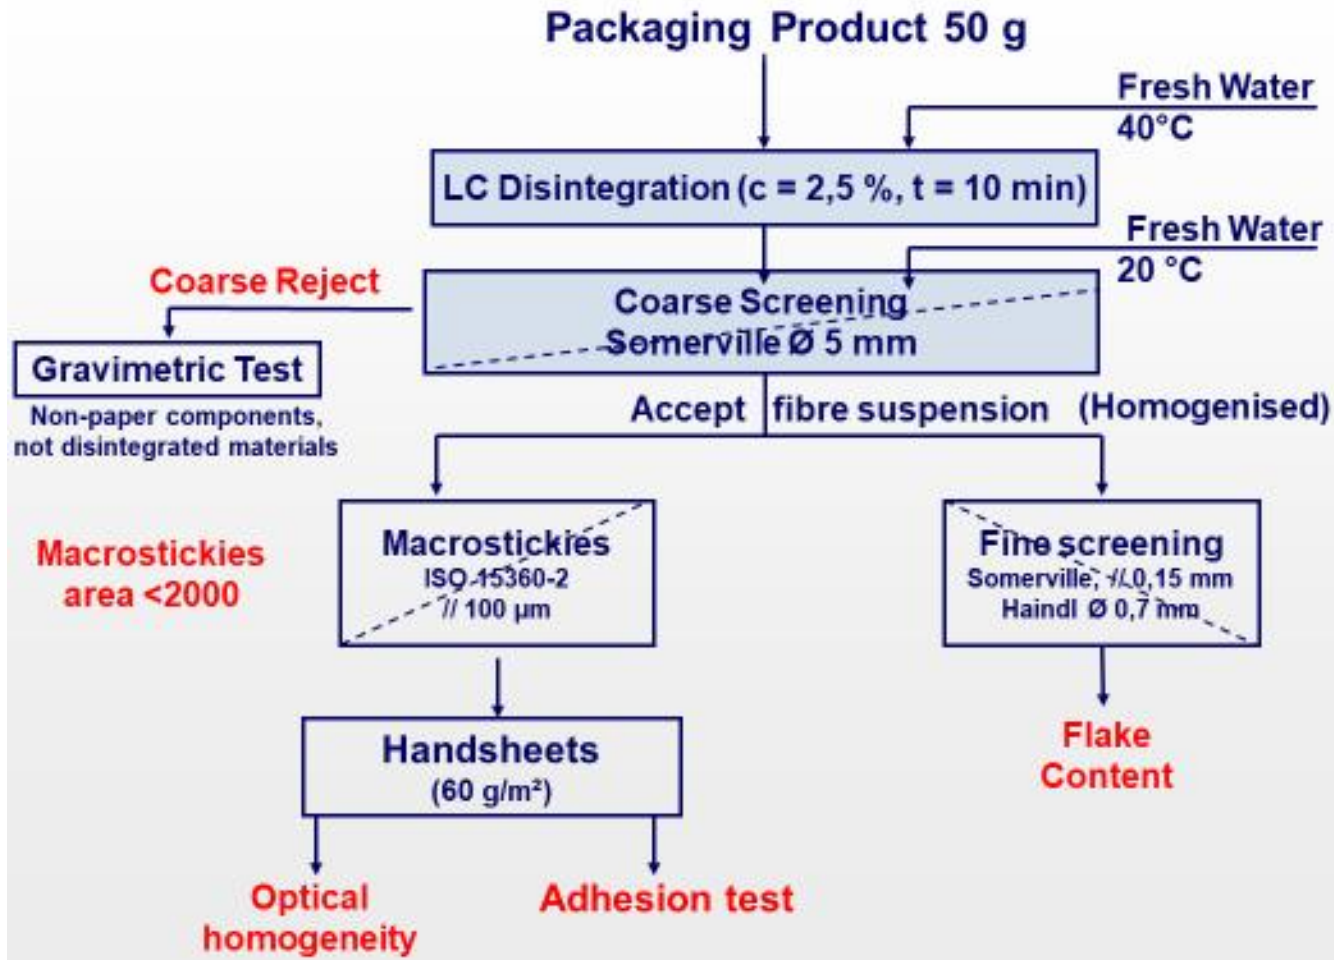 Packaging Product 50 g
Fresh Water
40°C
LC Disintegration (c = 2,5 %, t = 10 min)
Fresh Water
20 °C
Coarse Reject
Coarse Screening
Somerville Ø 5 mm
Gravimetric Test
Non-paper components,
not disintegrated materials
Accept fibre suspension (Homogenised)
Macrostickies
area <2000
Macrostickies
ISO 15360-2
// 100 µm
Fine screening
Somerville, // 0,15 mm
Haindl Ø 0,7 mm
Handsheets
(60 g/m²)
Flake
Content
Optical
homogeneity
Adhesion test